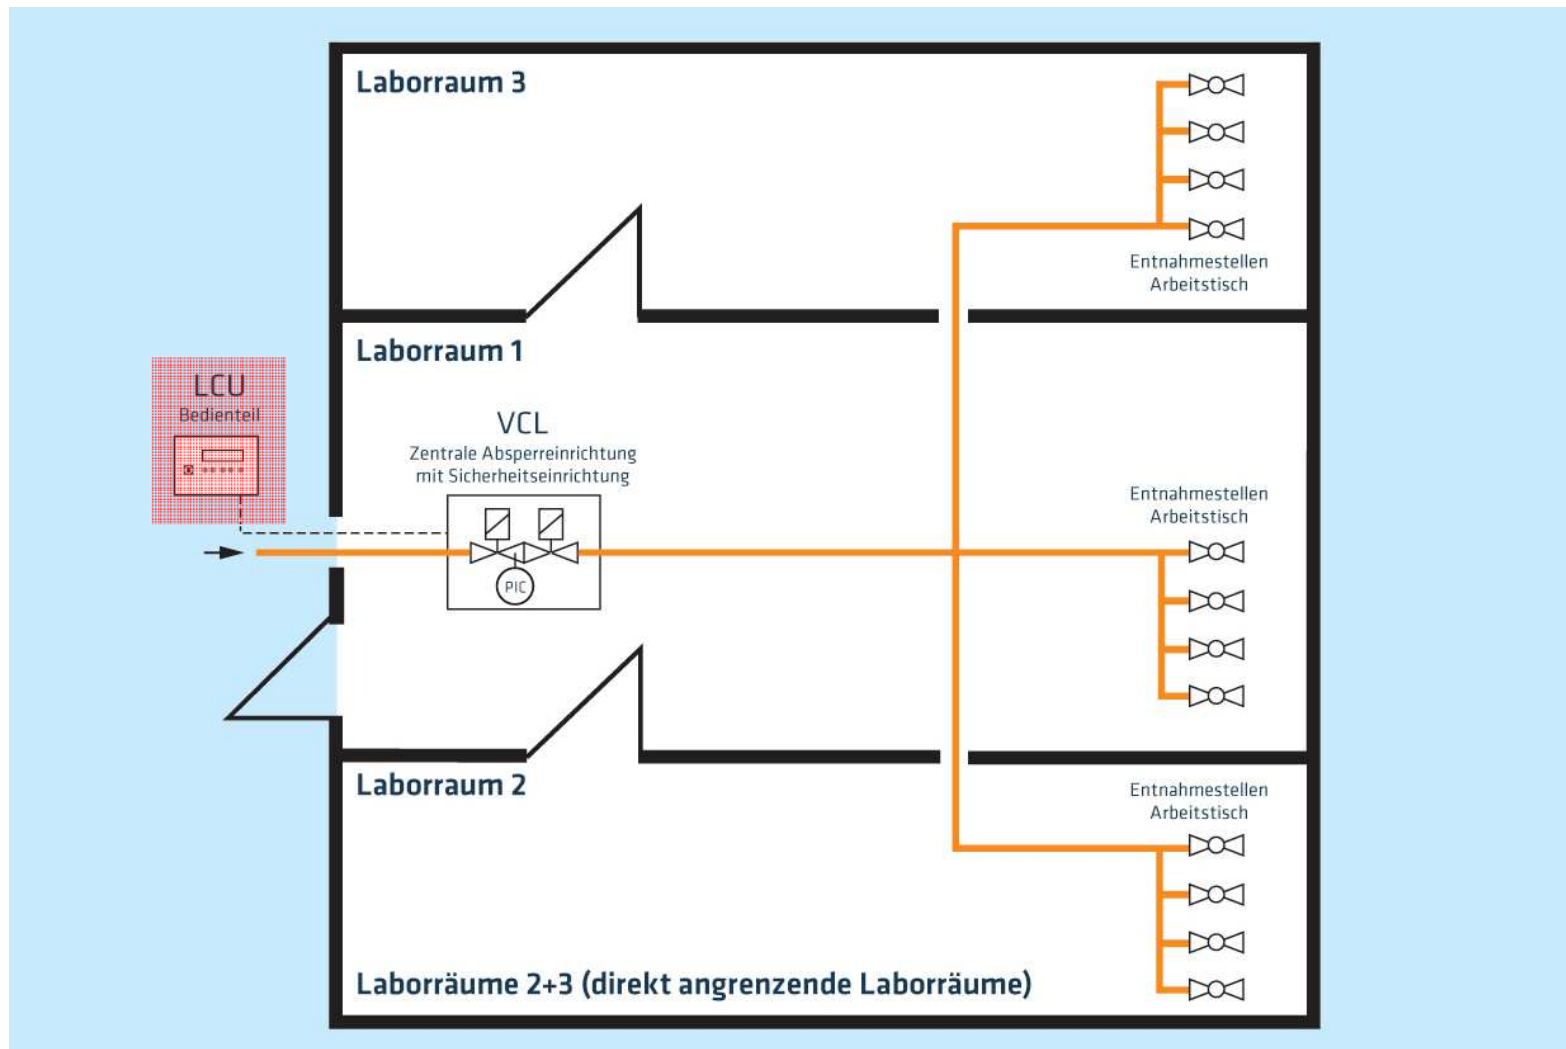 Laborraum 3
Entnahmestellen
Arbeitstisch
Laborraum 1
LCU
Bedienteil
VCL
Zentrale Absperreinrichtung
mit Sicherheitseinrichtung
PIC
Entnahmestellen
Arbeitstisch
Laborraum 2
Entnahmestellen
Arbeitstisch
Laborräume 2+3 (direkt angrenzende Laborräume)